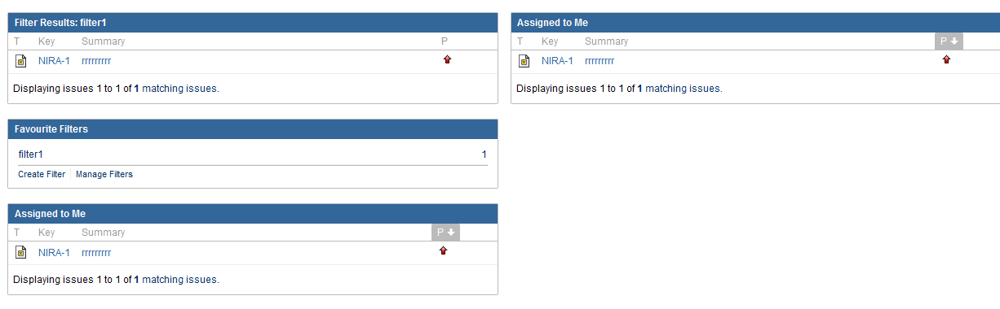 Filter Results: filter1
T Key Summary P
NIRA-1 rrrrrrrrr
Displaying issues 1 to 1 of 1 matching issues.
Favourite Filters
filter1 1
Create Filter Manage Filters
Assigned to Me
T Key Summary P
NIRA-1 rrrrrrrrr
Displaying issues 1 to 1 of 1 matching issues.
Assigned to Me
T Key Summary P
NIRA-1 rrrrrrrrr
Displaying issues 1 to 1 of 1 matching issues.